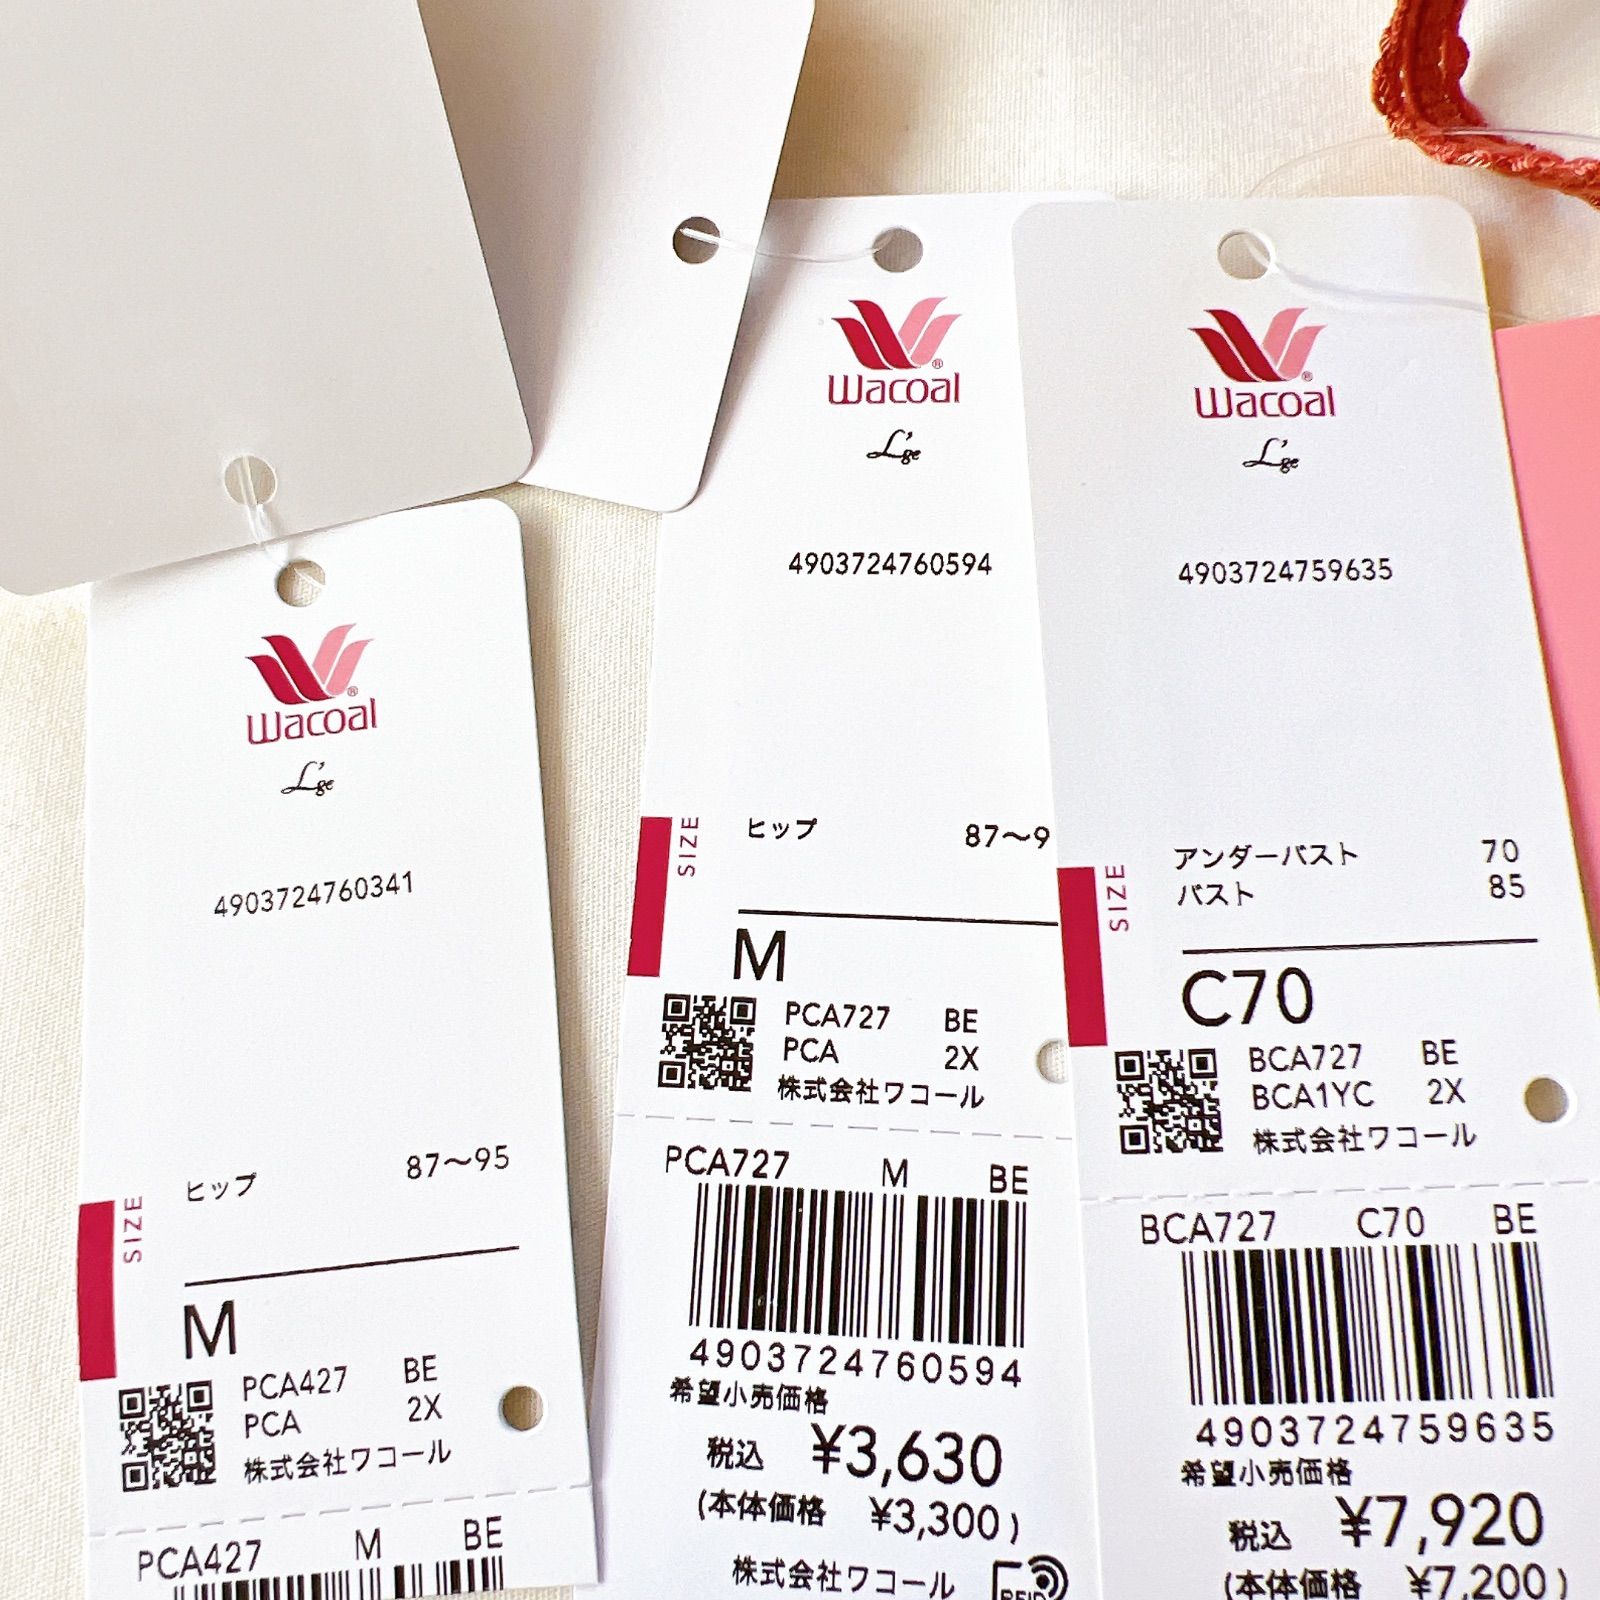 Wacoal
L'ge
4903724760341
SIZE
ヒップ 87〜95
M
PCA427 BE
PCA 2X
株式会社ワコール
PCA427 M BE
Wacoal
L'ge
4903724760594
SIZE
ヒップ 87〜9
M
PCA727 BE
PCA 2X
株式会社ワコール
PCA727 M BE
4903724760594
希望小売価格
税込 ¥3,630
(本体価格 ¥3,300)
株式会社ワコール
RFID
Wacoal
L'ge
4903724759635
SIZE
アンダーバスト 70
バスト 85
C70
BCA727 BE
BCA1YC 2X
株式会社ワコール
BCA727 C70 BE
4903724759635
希望小売価格
税込 ¥7,920
(本体価格 ¥7,200)